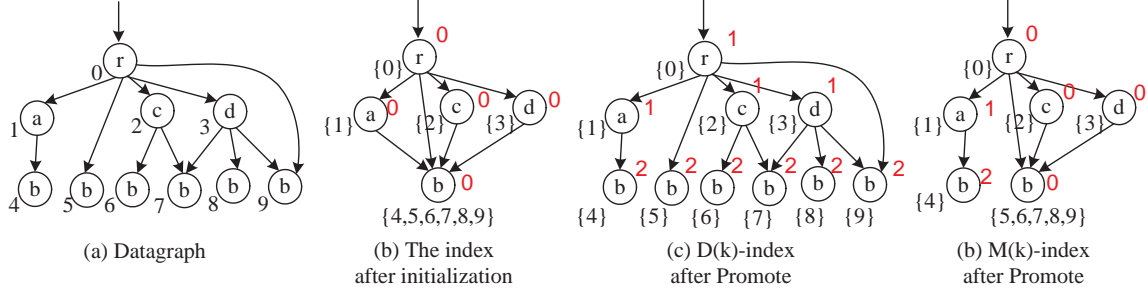 r
0
a
1
c
2
d
3
b
4
b
5
b
6
b
7
b
8
b
9
(a) Datagraph
r
0
{0}
a
0
{1}
c
0
{2}
d
0
{3}
b
0
{4,5,6,7,8,9}
(b) The index
after initialization
r
1
{0}
a
1
{1}
c
1
{2}
d
1
{3}
b
2
{4}
b
2
{5}
b
2
{6}
b
2
{7}
b
2
{8}
b
2
{9}
(c) D(k)-index
after Promote
r
0
{0}
a
1
{1}
c
0
{2}
d
0
{3}
b
2
{4}
b
0
{5,6,7,8,9}
(b) M(k)-index
after Promote